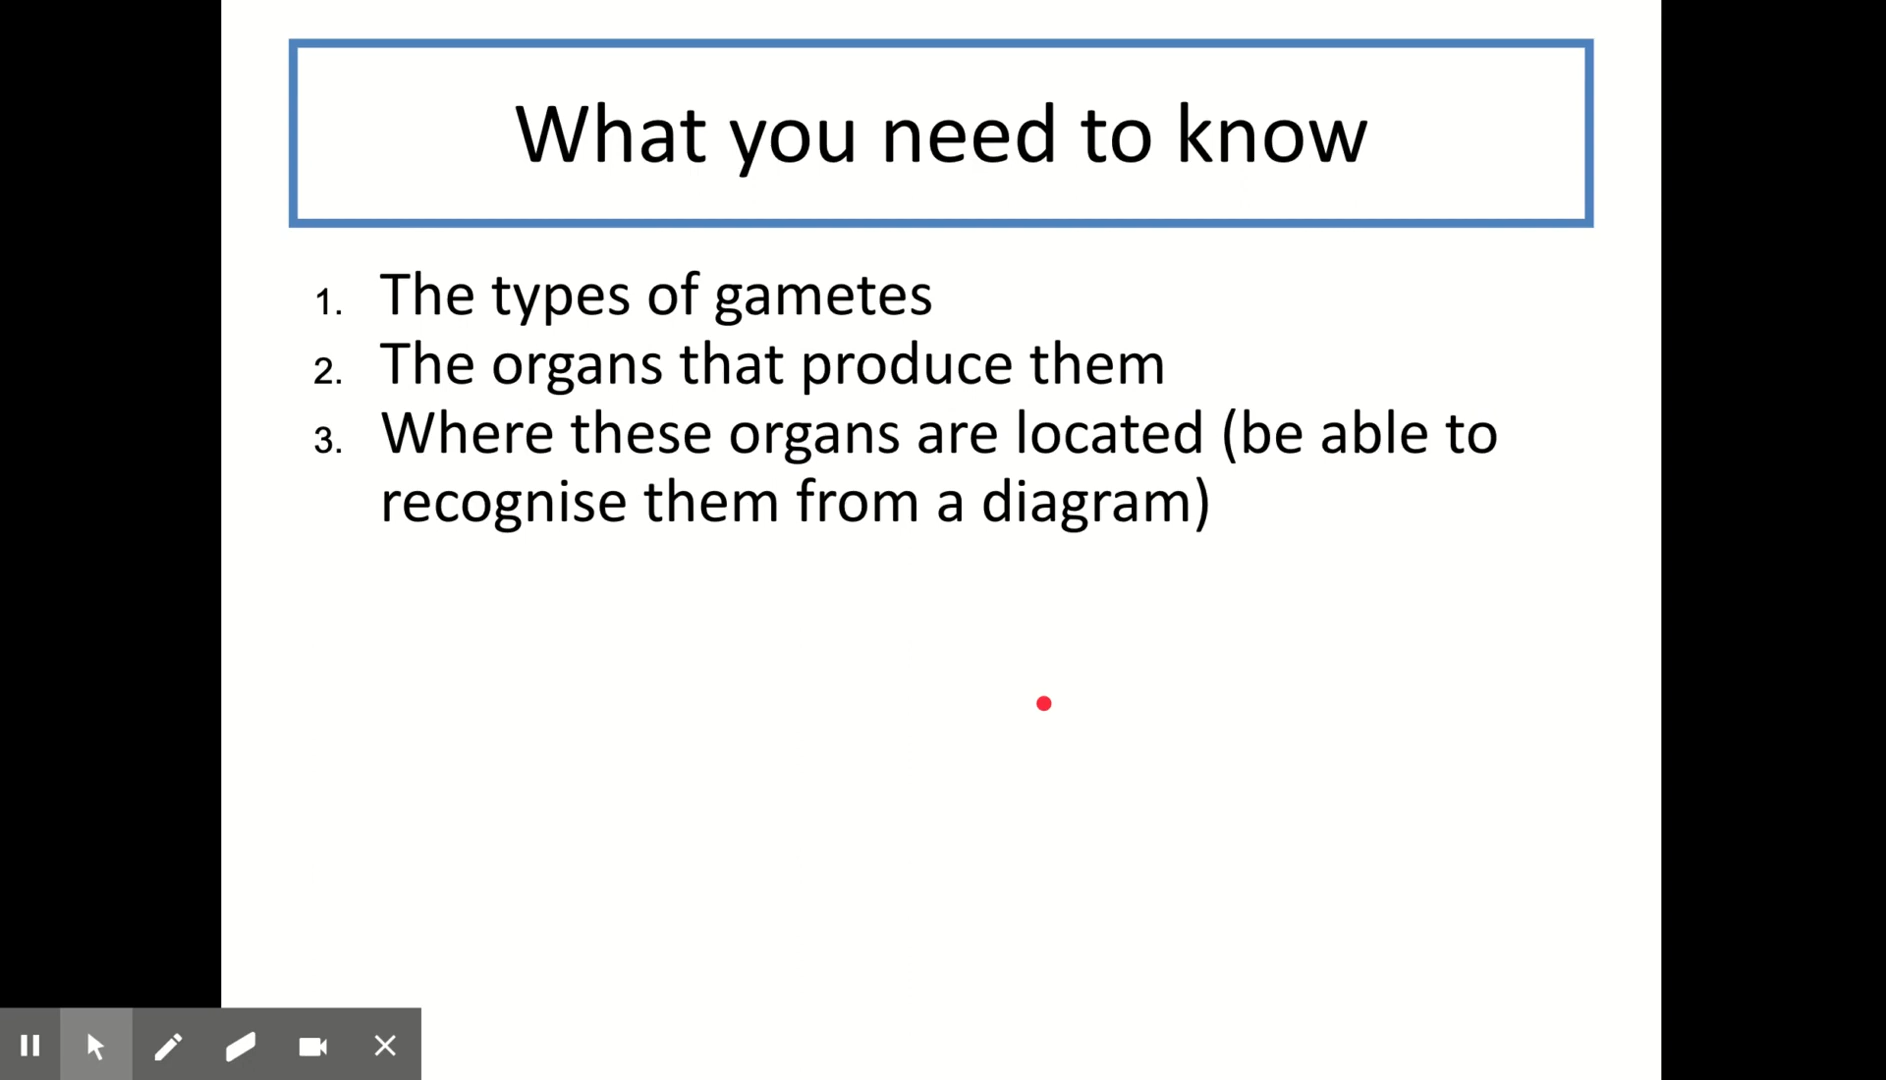 What you need to know
1. The types of gametes
2. The organs that produce them
3. Where these organs are located (be able to
recognise them from a diagram)